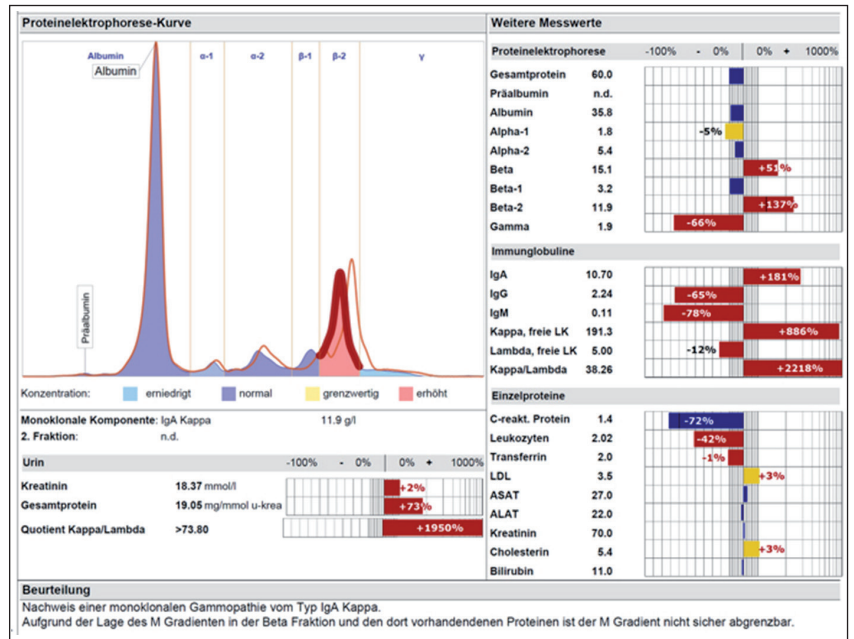 Proteinelektrophorese-Kurve
Albumin α-1 α-2 β-1 β-2 γ
Albumin
Präalbumin
Konzentration: erniedrigt normal grenzwertig erhöht
Monoklonale Komponente: IgA Kappa 11.9 g/l
2. Fraktion: n.d.
Urin -100% - 0% 0% + 1000%
Kreatinin 18.37 mmol/l +2%
Gesamtprotein 19.05 mg/mmol u-krea +73%
Quotient Kappa/Lambda >73.80 +1950%
Weitere Messwerte
Proteinelektrophorese -100% - 0% 0% + 1000%
Gesamtprotein 60.0
Präalbumin n.d.
Albumin 35.8
Alpha-1 1.8 -5%
Alpha-2 5.4
Beta 15.1 +51%
Beta-1 3.2
Beta-2 11.9 +137%
Gamma 1.9 -66%
Immunglobuline
IgA 10.70 +181%
IgG 2.24 -65%
IgM 0.11 -78%
Kappa, freie LK 191.3 +886%
Lambda, freie LK 5.00 -12%
Kappa/Lambda 38.26 +2218%
Einzelproteine
C-reakt. Protein 1.4 -72%
Leukozyten 2.02 -42%
Transferrin 2.0 -1%
LDL 3.5 +3%
ASAT 27.0
ALAT 22.0
Kreatinin 70.0
Cholesterin 5.4 +3%
Bilirubin 11.0
Beurteilung
Nachweis einer monoklonalen Gammopathie vom Typ IgA Kappa.
Aufgrund der Lage des M Gradienten in der Beta Fraktion und den dort vorhandendenen Proteinen ist der M Gradient nicht sicher abgrenzbar.